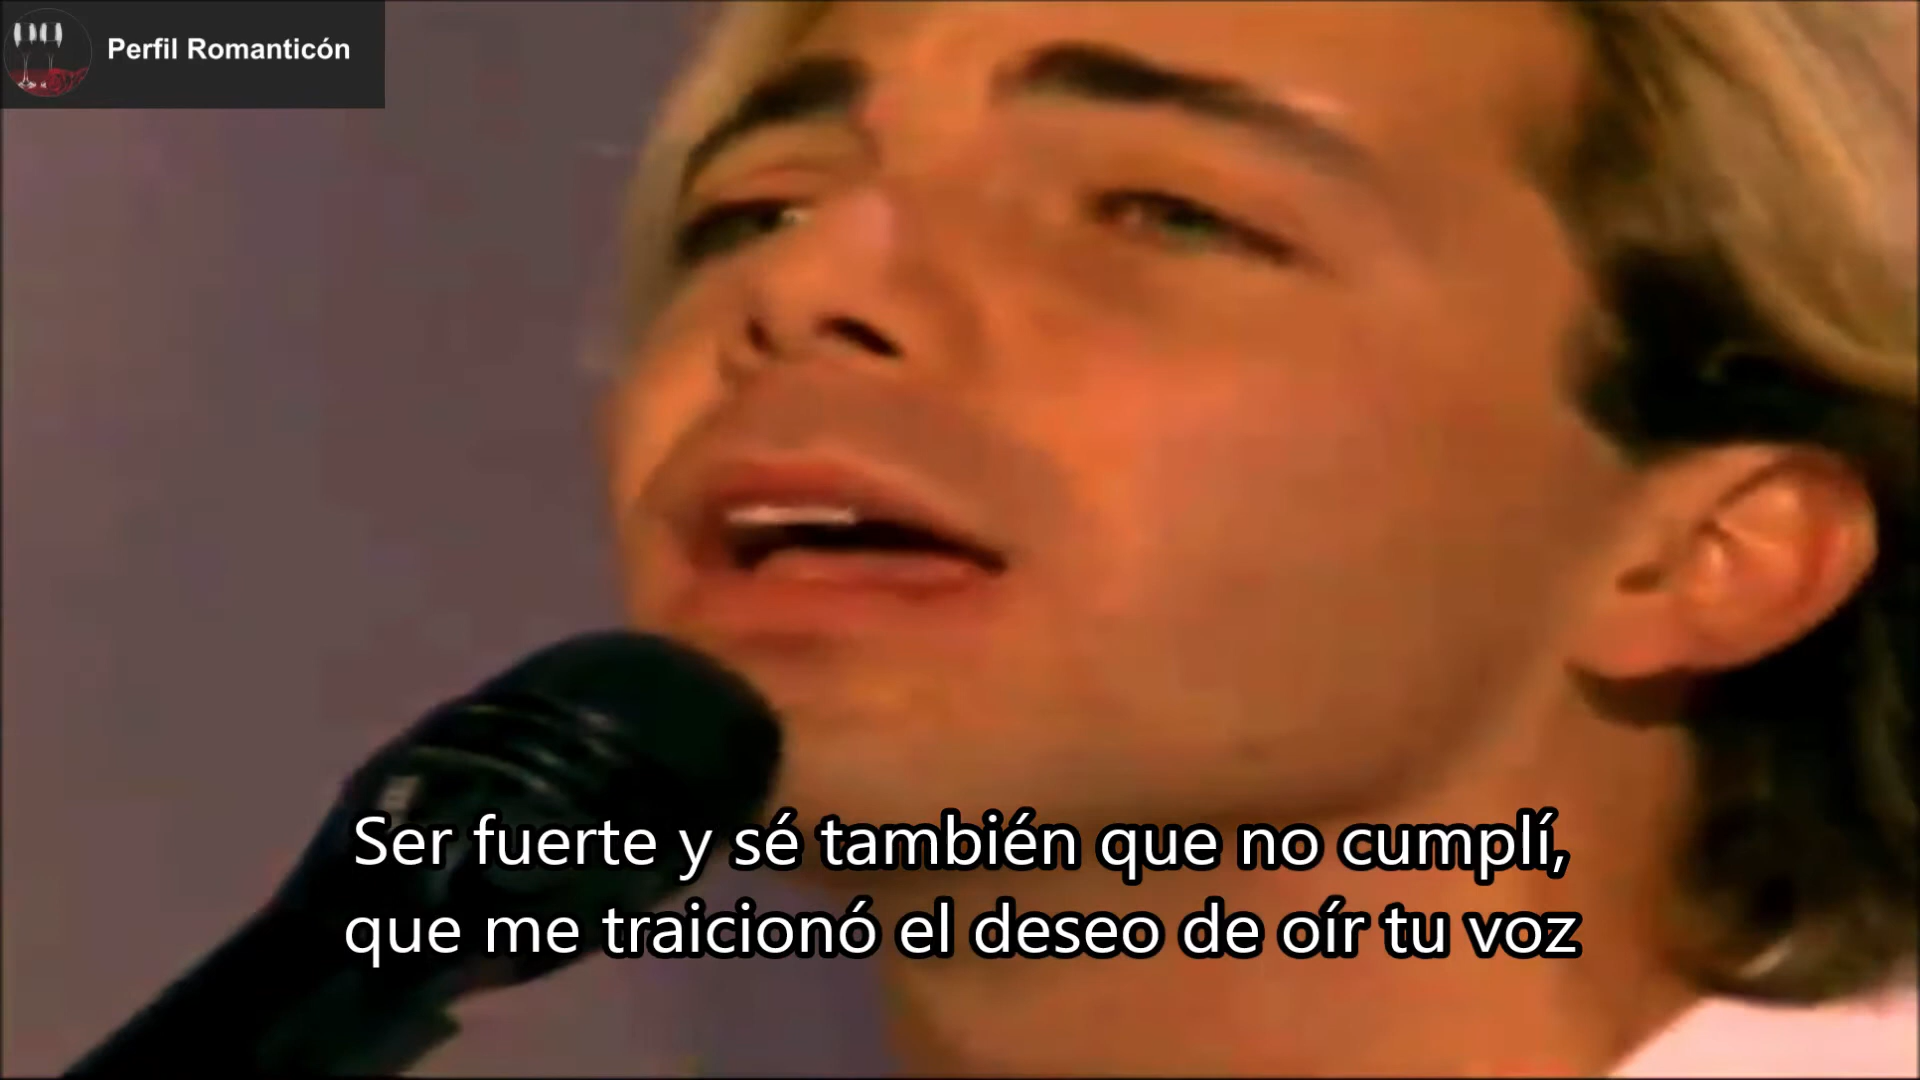 Perfil Romanticón
Ser fuerte y sé también que no cumplí,
que me traicionó el deseo de oír tu voz